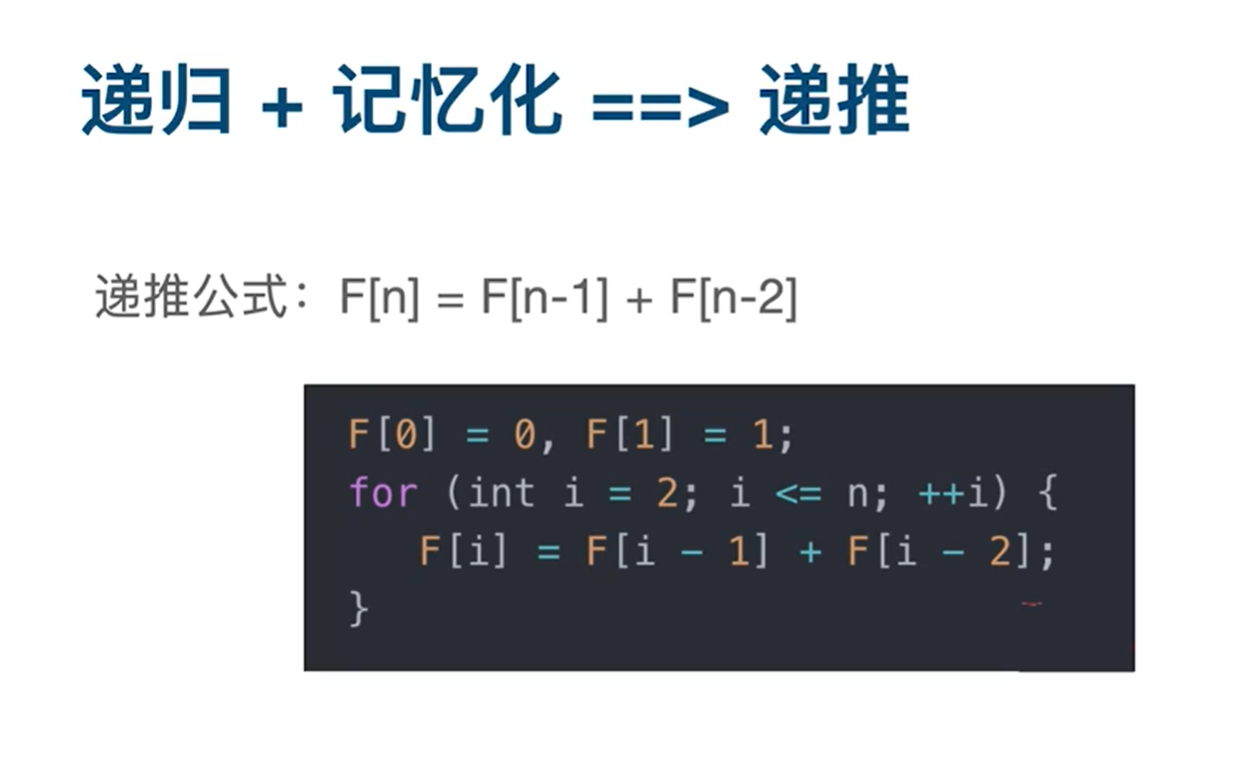 递归 + 记忆化 ==> 递推
递推公式：F[n] = F[n-1] + F[n-2]
F[0] = 0, F[1] = 1;
for (int i = 2; i <= n; ++i) {
   F[i] = F[i - 1] + F[i - 2];
}